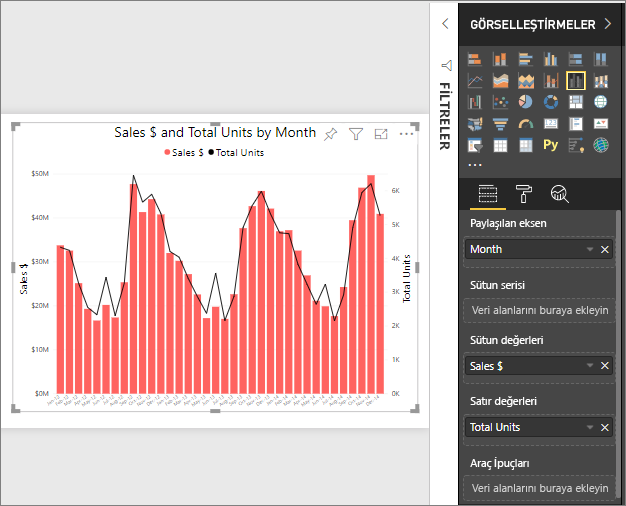 GÖRSELLEŞTİRMELER
FİLTRELER
Sales $ and Total Units by Month
Sales $ Total Units
$50M
$40M
$30M
$20M
$10M
$0M
Sales $
6K
5K
4K
3K
2K
1K
0K
Total Units
Py
Paylaşılan eksen
Month
Sütun serisi
Veri alanlarını buraya ekleyin
Sütun değerleri
Sales $
Satır değerleri
Total Units
Araç İpuçları
Veri alanlarını buraya ekleyin